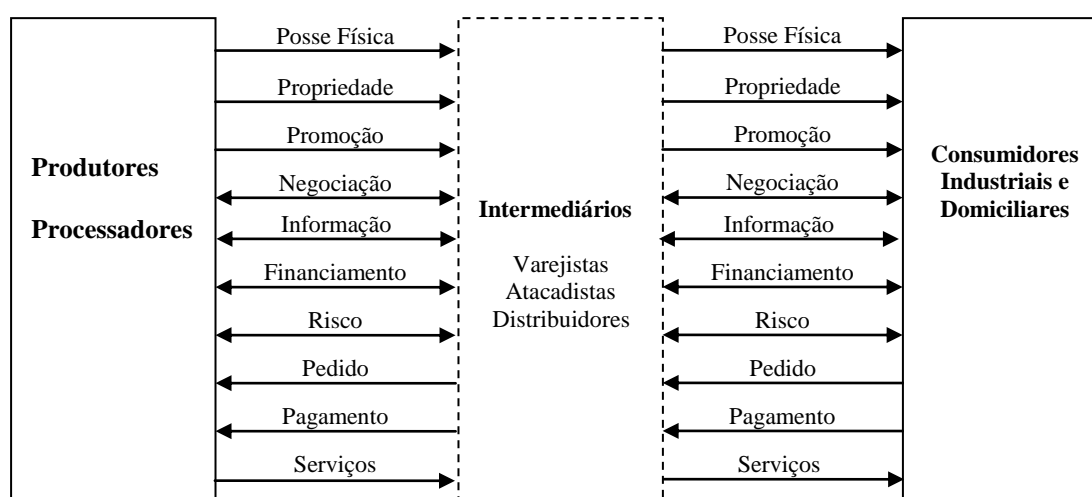 Posse Física
Propriedade
Promoção
Negociação
Informação
Financiamento
Risco
Pedido
Pagamento
Serviços
Produtores
Processadores
Intermediários
Varejistas
Atacadistas
Distribuidores
Posse Física
Propriedade
Promoção
Negociação
Informação
Financiamento
Risco
Pedido
Pagamento
Serviços
Consumidores
Industriais e
Domiciliares